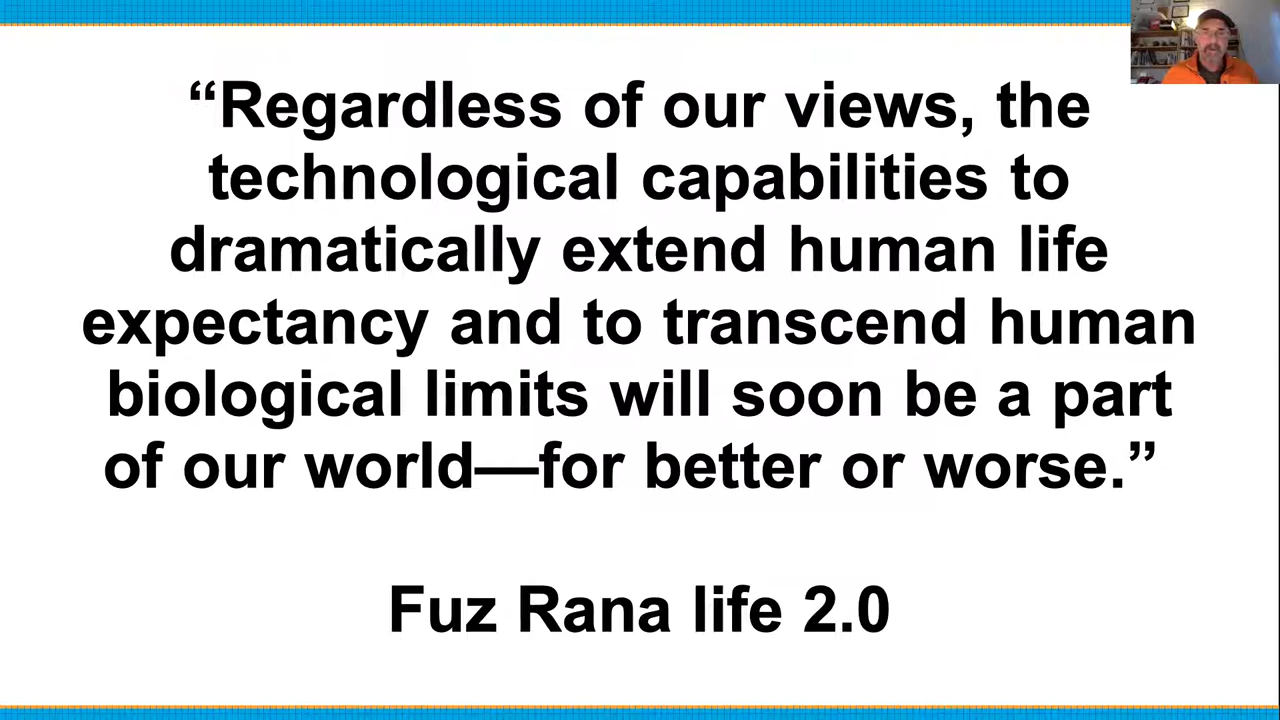 “Regardless of our views, the
technological capabilities to
dramatically extend human life
expectancy and to transcend human
biological limits will soon be a part
of our world—for better or worse.”
Fuz Rana life 2.0